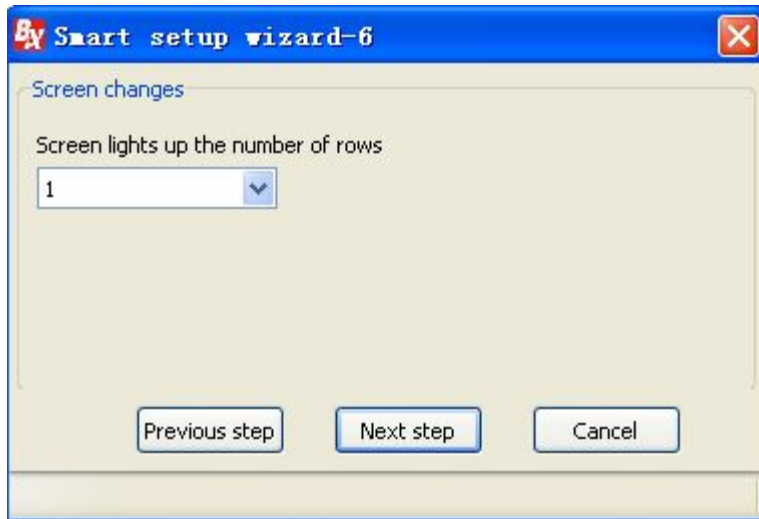 BX Smart setup wizard-6
Screen changes
Screen lights up the number of rows
1
Previous step Next step Cancel